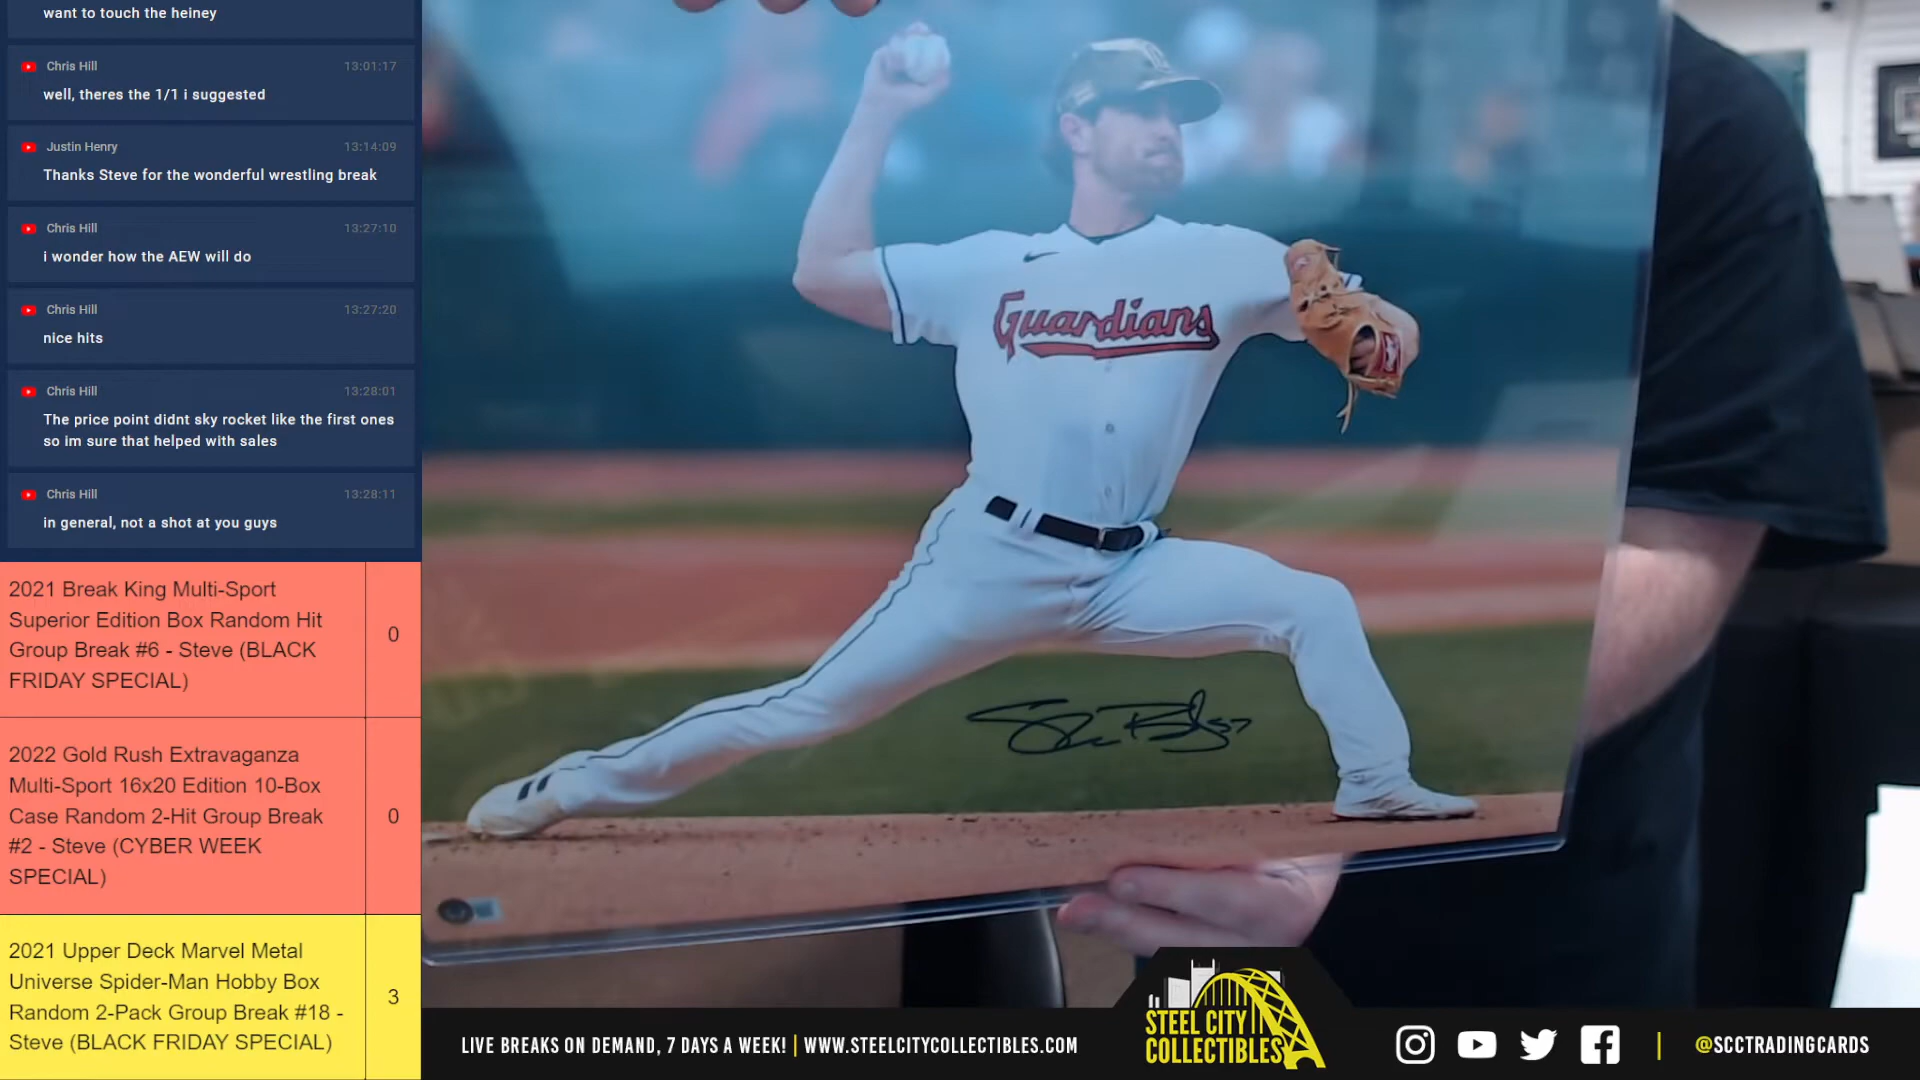 want to touch the heiney
Chris Hill 13:01:17
well, theres the 1/1 i suggested
Justin Henry 13:14:09
Thanks Steve for the wonderful wrestling break
Chris Hill 13:27:10
i wonder how the AEW will do
Chris Hill 13:27:20
nice hits
Chris Hill 13:28:01
The price point didnt sky rocket like the first ones
so im sure that helped with sales
Chris Hill 13:28:11
in general, not a shot at you guys
2021 Break King Multi-Sport
Superior Edition Box Random Hit
Group Break #6 - Steve (BLACK
FRIDAY SPECIAL)
0
2022 Gold Rush Extravaganza
Multi-Sport 16x20 Edition 10-Box
Case Random 2-Hit Group Break
#2 - Steve (CYBER WEEK
SPECIAL)
0
2021 Upper Deck Marvel Metal
Universe Spider-Man Hobby Box
Random 2-Pack Group Break #18 -
Steve (BLACK FRIDAY SPECIAL)
3
Guardians
LIVE BREAKS ON DEMAND, 7 DAYS A WEEK! | WWW.STEELCITYCOLLECTIBLES.COM
STEEL CITY
COLLECTIBLES
@SCCTRADINGCARDS